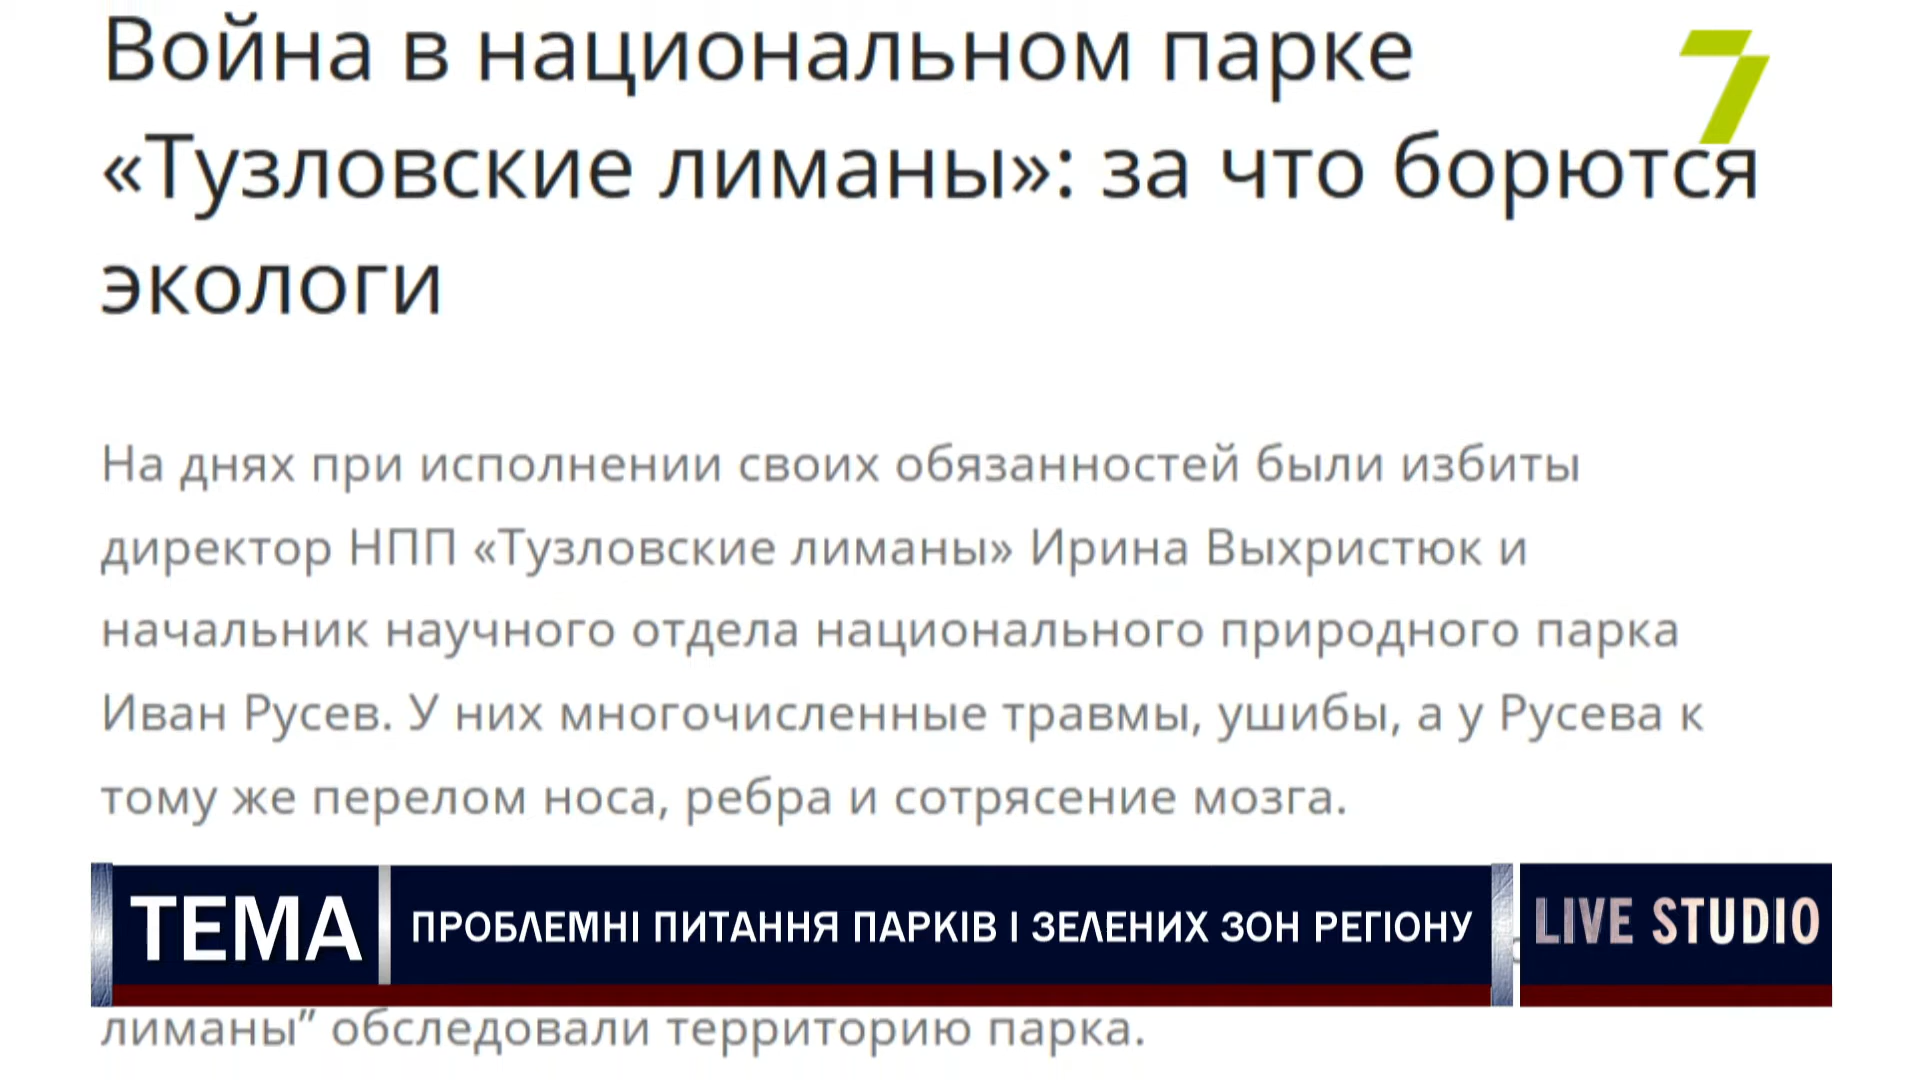 Война в национальном парке
7
«Тузловские лиманы»: за что борются
экологи
На днях при исполнении своих обязанностей были избиты
директор НПП «Тузловские лиманы» Ирина Выхристюк и
начальник научного отдела национального природного парка
Иван Русев. У них многочисленные травмы, ушибы, а у Русева к
тому же перелом носа, ребра и сотрясение мозга.
ТЕМА
ПРОБЛЕМНІ ПИТАННЯ ПАРКІВ І ЗЕЛЕНИХ ЗОН РЕГІОНУ
LIVE STUDIO
лиманы” обследовали территорию парка.